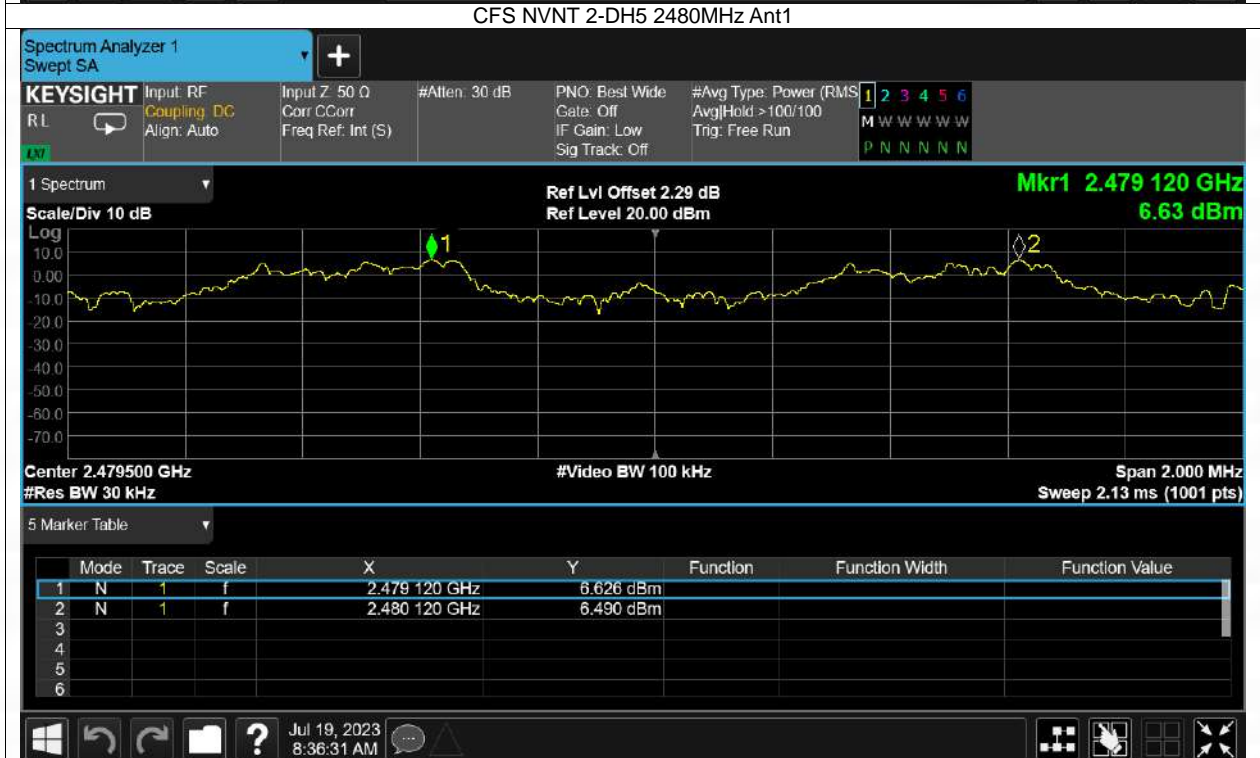 CFS NVNT 2-DH5 2480MHz Ant1
Spectrum Analyzer 1
Swept SA
+
KEYSIGHT Input: RF Input Z: 50 Ω #Atten: 30 dB PNO: Best Wide #Avg Type: Power (RMS 1 2 3 4 5 6
RL Coupling: DC Corr CCorr Gate: Off Avg|Hold:>100/100 M W W W W W
Align: Auto Freq Ref: Int (S) IF Gain: Low Trig: Free Run
LXI Sig Track: Off P N N N N N
1 Spectrum Ref Lvl Offset 2.29 dB Mkr1 2.479 120 GHz
Scale/Div 10 dB Ref Level 20.00 dBm 6.63 dBm
Log
1 2
10.0
0.00
-10.0
-20.0
-30.0
-40.0
-50.0
-60.0
-70.0
Center 2.479500 GHz #Video BW 100 kHz Span 2.000 MHz
#Res BW 30 kHz Sweep 2.13 ms (1001 pts)
5 Marker Table
Mode Trace Scale X Y Function Function Width Function Value
1 N 1 f 2.479 120 GHz 6.626 dBm
2 N 1 f 2.480 120 GHz 6.490 dBm
3
4
5
6
? Jul 19, 2023
8:36:31 AM